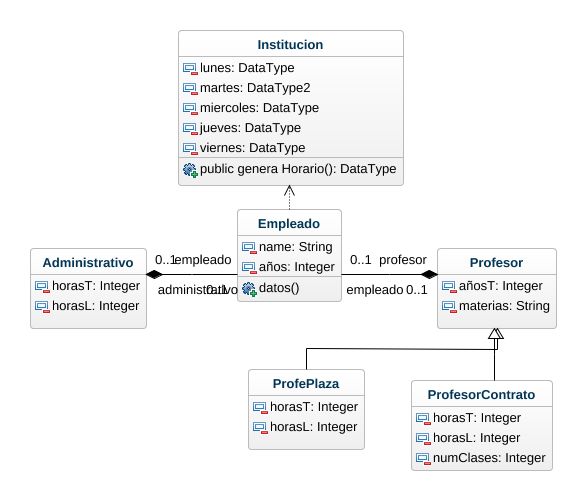 Institucion
lunes: DataType
martes: DataType2
miercoles: DataType
jueves: DataType
viernes: DataType
public genera Horario(): DataType
Empleado
name: String
años: Integer
datos()
Administrativo
horasT: Integer
horasL: Integer
0..1
empleado
administrativo
0..1
0..1
profesor
empleado
0..1
Profesor
añosT: Integer
materias: String
ProfePlaza
horasT: Integer
horasL: Integer
ProfesorContrato
horasT: Integer
horasL: Integer
numClases: Integer